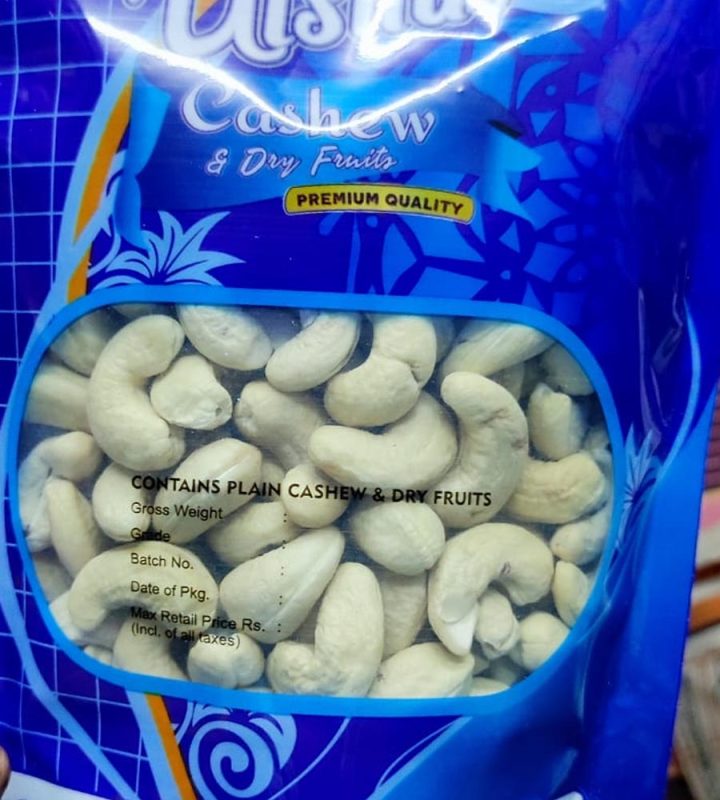 Cashew
& Dry Fruits
PREMIUM QUALITY
CONTAINS PLAIN CASHEW & DRY FRUITS
Gross Weight :
Grade :
Batch No. :
Date of Pkg. :
Max Retail Price Rs. :
(Incl. of all taxes)